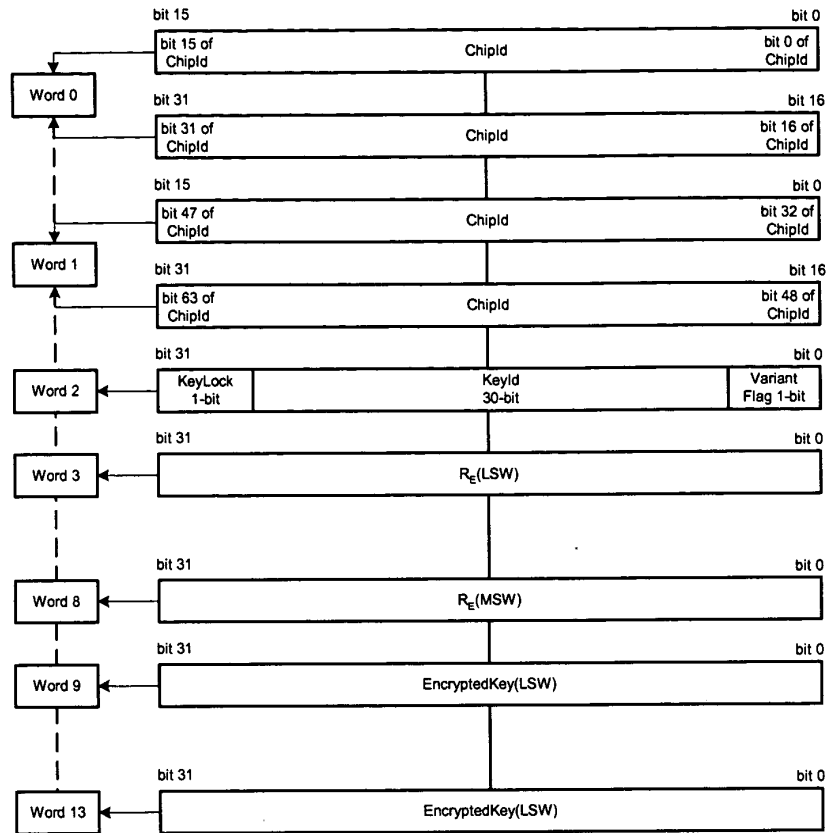 bit 15 bit 0
bit 15 of ChipId ChipId bit 0 of ChipId
Word 0
bit 31 bit 16
bit 31 of ChipId ChipId bit 16 of ChipId
bit 15 bit 0
bit 47 of ChipId ChipId bit 32 of ChipId
Word 1
bit 31 bit 16
bit 63 of ChipId ChipId bit 48 of ChipId
bit 31 bit 0
Word 2
KeyLock 1-bit
KeyId 30-bit
Variant Flag 1-bit
bit 31 bit 0
Word 3 R_E(LSW)
bit 31 bit 0
Word 8 R_E(MSW)
bit 31 bit 0
Word 9 EncryptedKey(LSW)
bit 31 bit 0
Word 13 EncryptedKey(LSW)